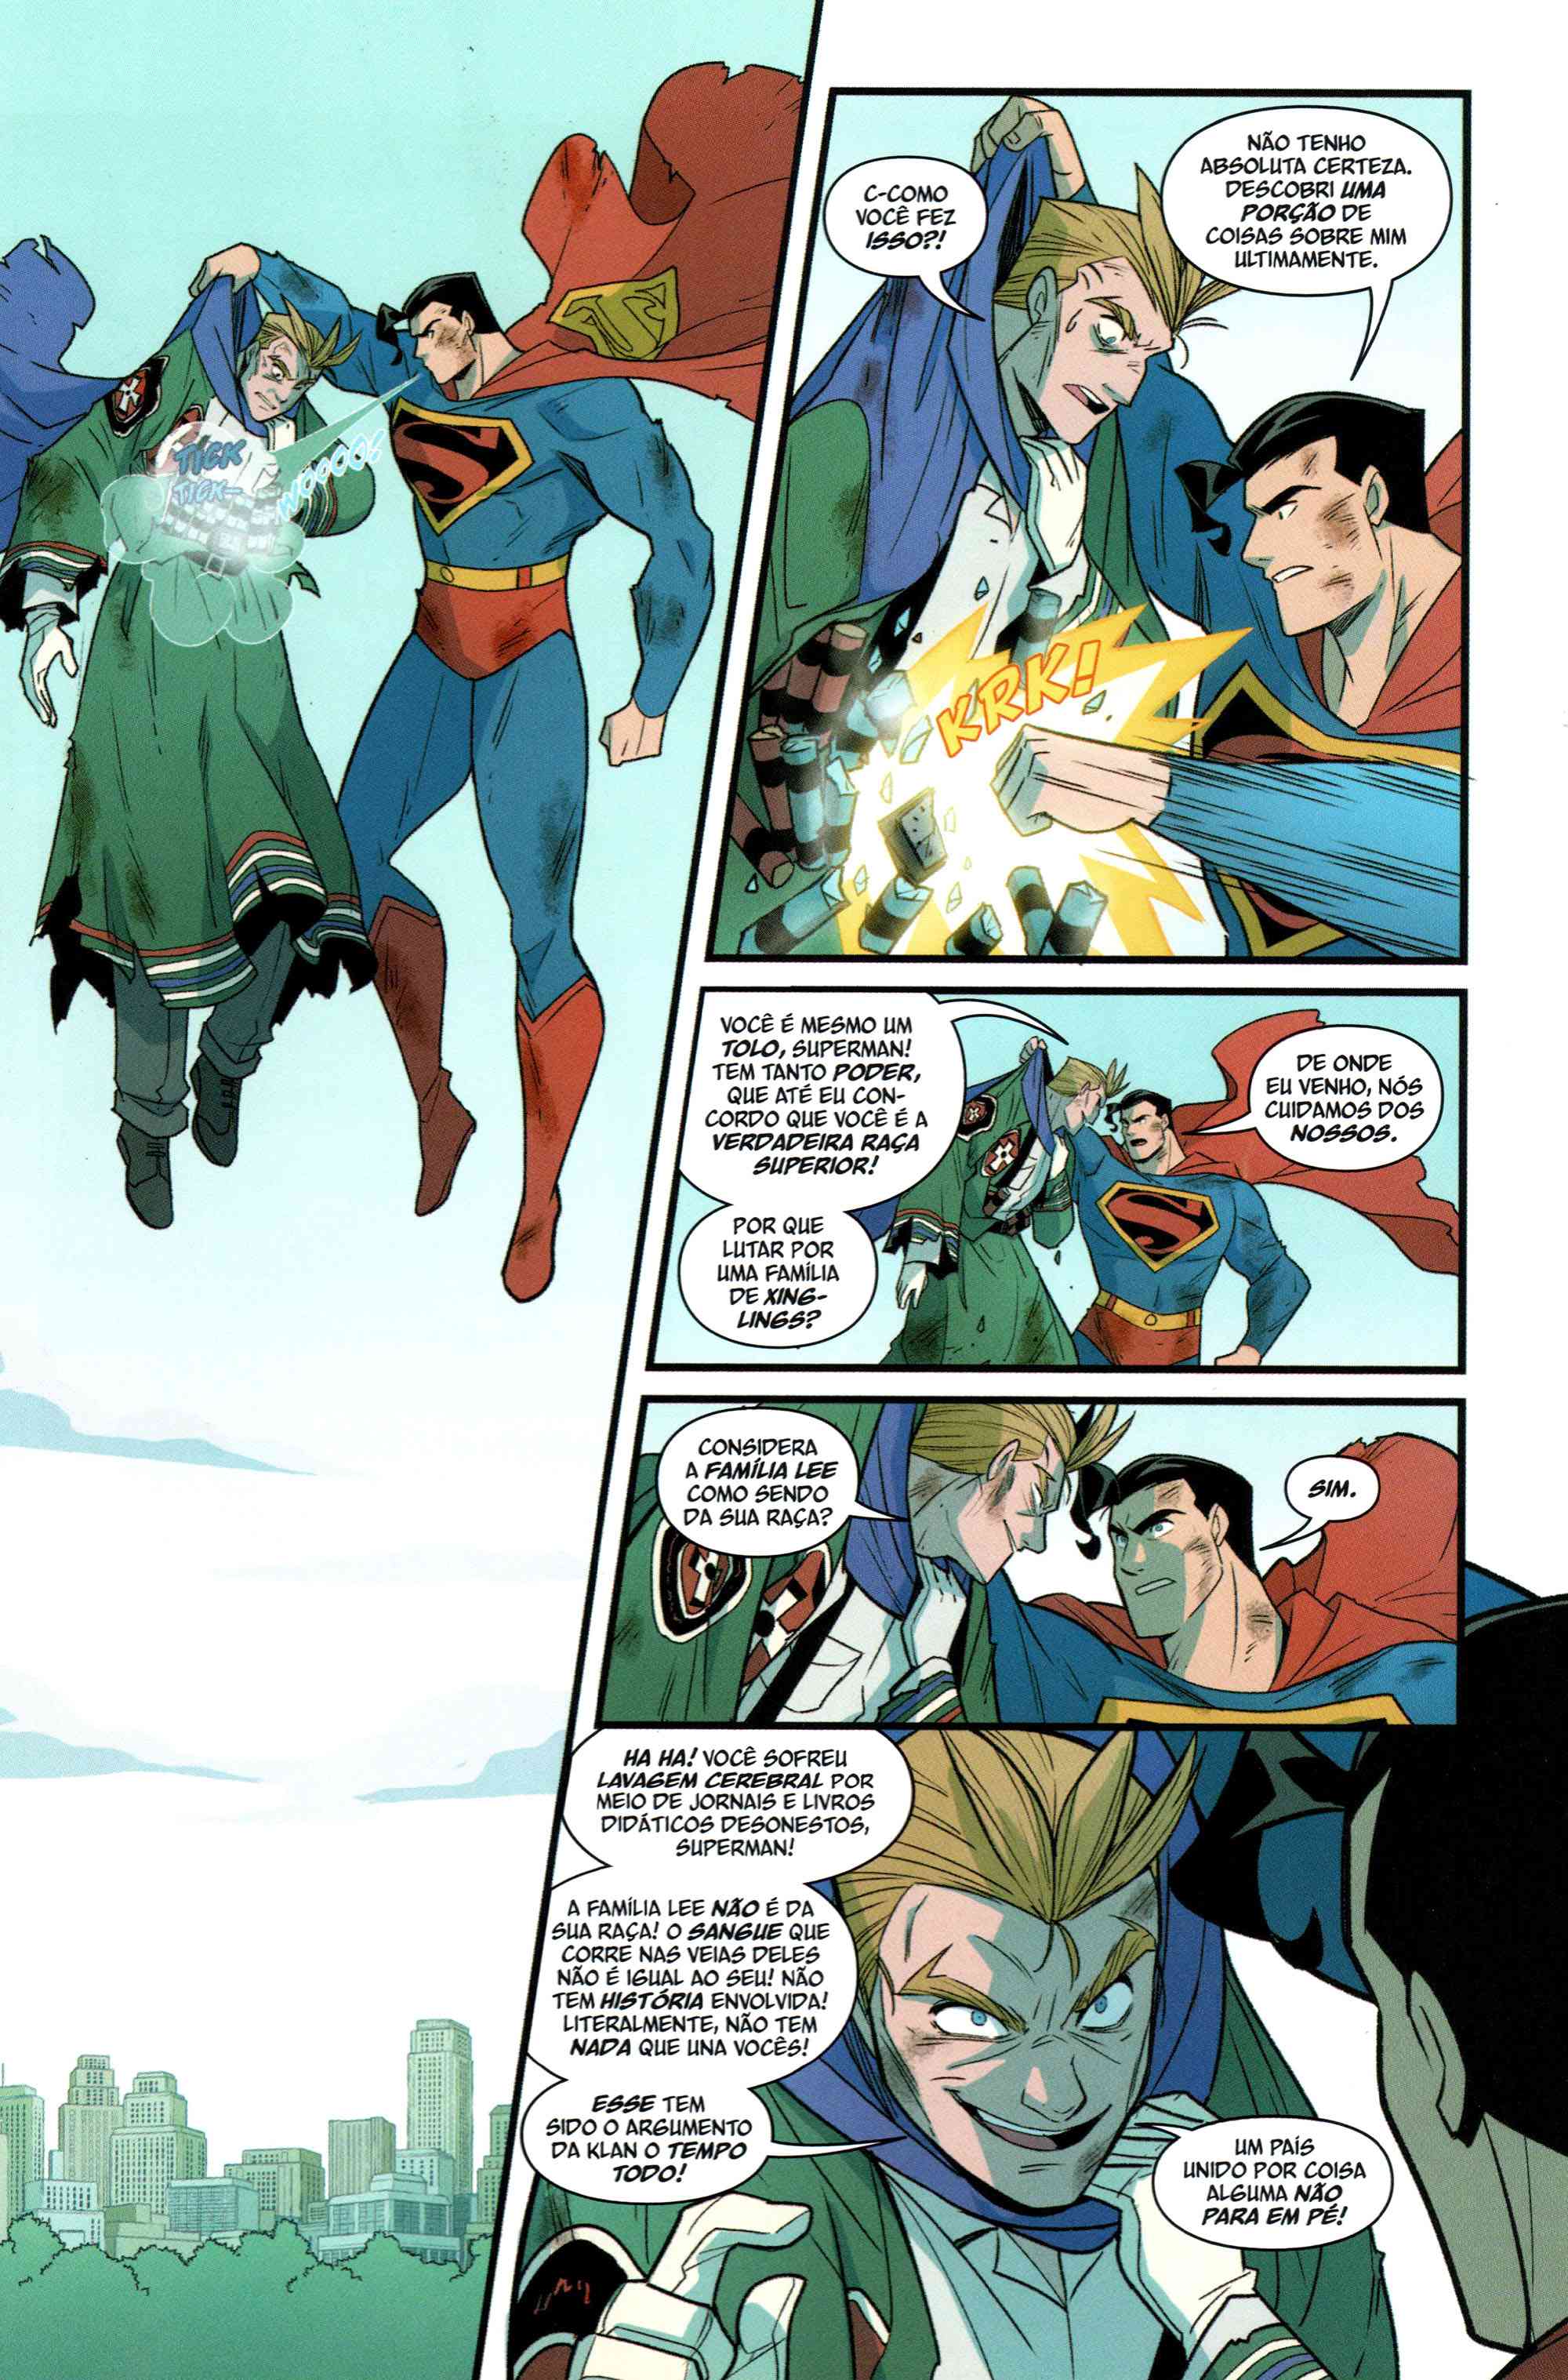 TICK
TICK—
WOOOO!
C-COMO
VOCÊ FEZ
ISSO?!
NÃO TENHO
ABSOLUTA CERTEZA.
DESCOBRI UMA
PORÇÃO DE
COISAS SOBRE MIM
ULTIMAMENTE.
KRK!
VOCÊ É MESMO UM
TOLO, SUPERMAN!
TEM TANTO PODER,
QUE ATÉ EU CON-
CORDO QUE VOCÊ É A
VERDADEIRA RAÇA
SUPERIOR!
POR QUE
LUTAR POR
UMA FAMÍLIA
DE XING-
LINGS?
DE ONDE
EU VENHO, NÓS
CUIDAMOS DOS
NOSSOS.
CONSIDERA
A FAMÍLIA LEE
COMO SENDO
DA SUA RAÇA?
SIM.
HA HA! VOCÊ SOFREU
LAVAGEM CEREBRAL POR
MEIO DE JORNAIS E LIVROS
DIDÁTICOS DESONESTOS,
SUPERMAN!
A FAMÍLIA LEE NÃO É DA
SUA RAÇA! O SANGUE QUE
CORRE NAS VEIAS DELES
NÃO É IGUAL AO SEU! NÃO
TEM HISTÓRIA ENVOLVIDA!
LITERALMENTE, NÃO TEM
NADA QUE UNA VOCÊS!
ESSE TEM
SIDO O ARGUMENTO
DA KLAN O TEMPO
TODO!
UM PAÍS
UNIDO POR COISA
ALGUMA NÃO
PARA EM PÉ!